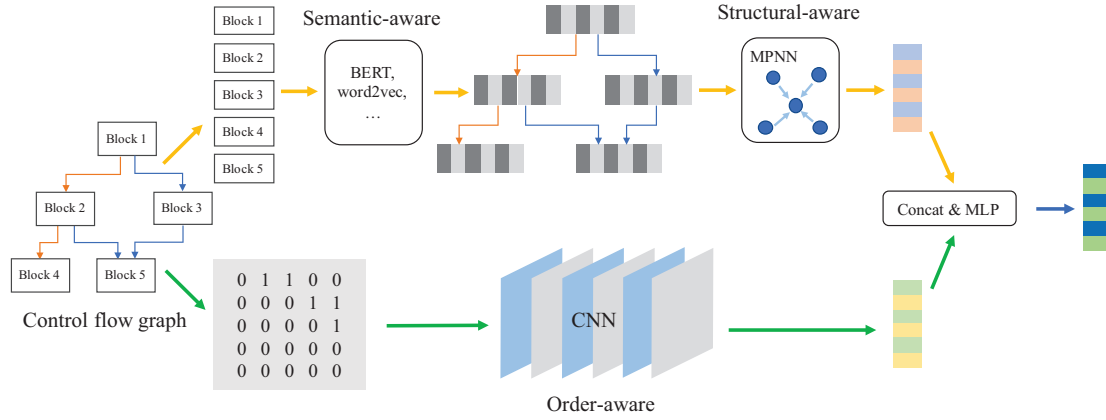 Semantic-aware
Structural-aware
Block 1
Block 2
Block 3
Block 4
Block 5
BERT,
word2vec,
...
MPNN
Block 1
Block 2
Block 3
Block 4
Block 5
Control flow graph
0 1 1 0 0
0 0 0 1 1
0 0 0 0 1
0 0 0 0 0
0 0 0 0 0
CNN
Order-aware
Concat & MLP